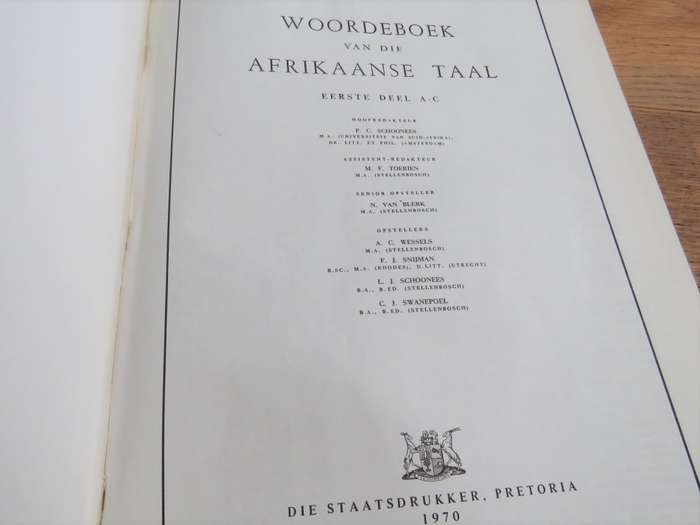 WOORDEBOEK
VAN DIE
AFRIKAANSE TAAL
EERSTE DEEL A-C
HOOFREDAKTEUR
P. C. SCHOONEES
M.A. (UNIVERSITEIT VAN SUID-AFRIKA),
DR. LITT. ET PHIL. (AMSTERDAM)
ASSISTENT-REDAKTEUR
M. F. TOERIEN
M.A. (STELLENBOSCH)
SENIOR OPSTELLER
N. VAN BLERK
M.A. (STELLENBOSCH)
OPSTELLERS
A. C. WESSELS
M.A. (STELLENBOSCH)
F. J. SNIJMAN
B.SC., M.A. (RHODES), D.LITT. (UTRECHT)
L. J. SCHOONEES
B.A., B.ED. (STELLENBOSCH)
C. J. SWANEPOEL
B.A., B.ED. (STELLENBOSCH)
DIE STAATSDRUKKER, PRETORIA
1970